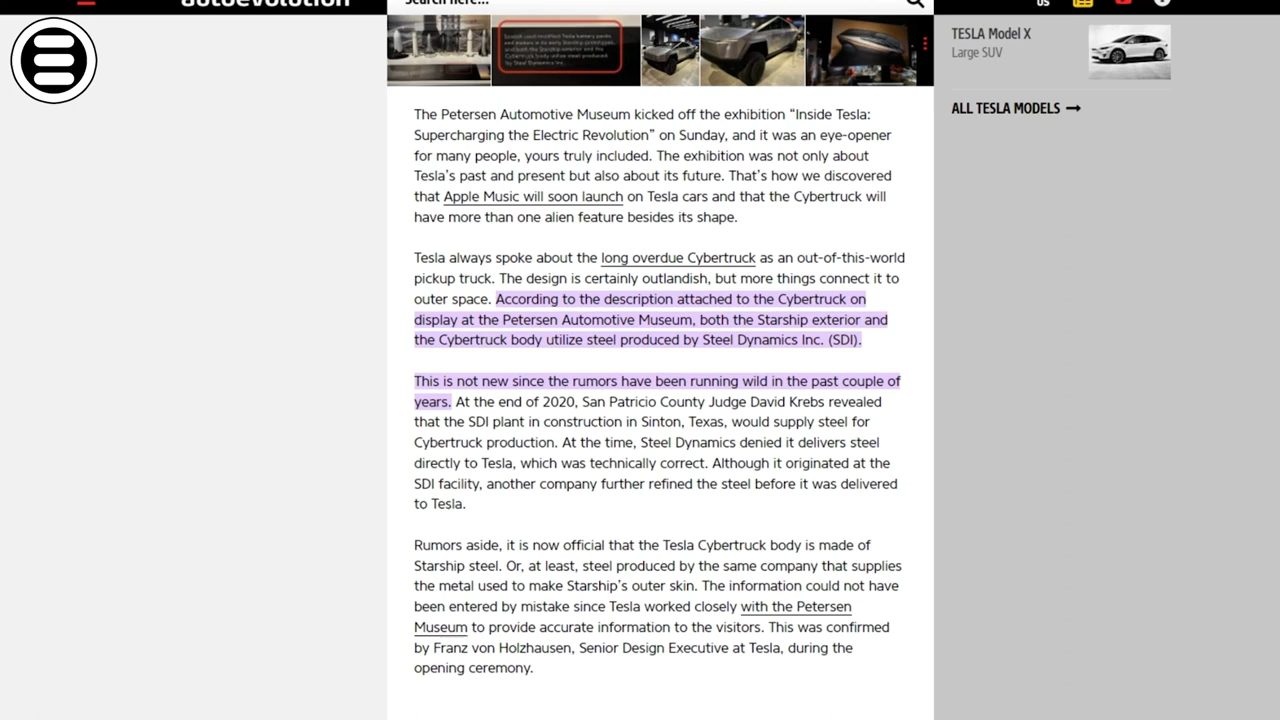 autoevolution
Search here...
US
TESLA Model X
Large SUV
ALL TESLA MODELS
The Petersen Automotive Museum kicked off the exhibition “Inside Tesla:
Supercharging the Electric Revolution” on Sunday, and it was an eye-opener
for many people, yours truly included. The exhibition was not only about
Tesla’s past and present but also about its future. That’s how we discovered
that Apple Music will soon launch on Tesla cars and that the Cybertruck will
have more than one alien feature besides its shape.
Tesla always spoke about the long overdue Cybertruck as an out-of-this-world
pickup truck. The design is certainly outlandish, but more things connect it to
outer space. According to the description attached to the Cybertruck on
display at the Petersen Automotive Museum, both the Starship exterior and
the Cybertruck body utilize steel produced by Steel Dynamics Inc. (SDI).
This is not new since the rumors have been running wild in the past couple of
years. At the end of 2020, San Patricio County Judge David Krebs revealed
that the SDI plant in construction in Sinton, Texas, would supply steel for
Cybertruck production. At the time, Steel Dynamics denied it delivers steel
directly to Tesla, which was technically correct. Although it originated at the
SDI facility, another company further refined the steel before it was delivered
to Tesla.
Rumors aside, it is now official that the Tesla Cybertruck body is made of
Starship steel. Or, at least, steel produced by the same company that supplies
the metal used to make Starship’s outer skin. The information could not have
been entered by mistake since Tesla worked closely with the Petersen
Museum to provide accurate information to the visitors. This was confirmed
by Franz von Holzhausen, Senior Design Executive at Tesla, during the
opening ceremony.